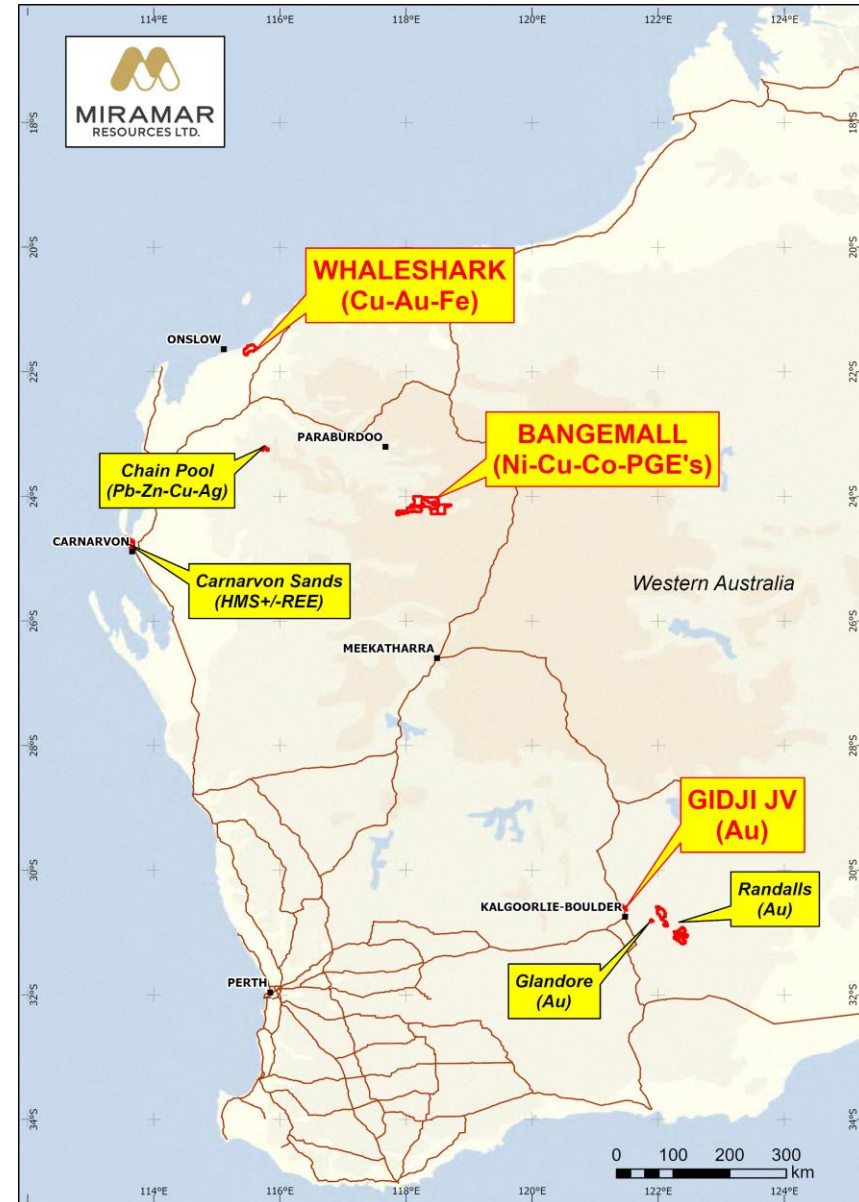 114°E 116°E 118°E 120°E 122°E 124°E
MIRAMAR
RESOURCES LTD.
18°S 18°S
20°S 20°S
WHALESHARK
(Cu-Au-Fe)
ONSLOW
22°S 22°S
PARABURDOO
BANGEMALL
(Ni-Cu-Co-PGE's)
Chain Pool
(Pb-Zn-Cu-Ag)
24°S 24°S
CARNARVON
Carnarvon Sands
(HMS+/-REE)
Western Australia
26°S 26°S
MEEKATHARRA
28°S 28°S
GIDJI JV
(Au)
30°S 30°S
KALGOORLIE-BOULDER
Randalls
(Au)
Glandore
(Au)
PERTH
32°S 32°S
34°S 34°S
0 100 200 300
km
114°E 116°E 118°E 120°E 122°E 124°E